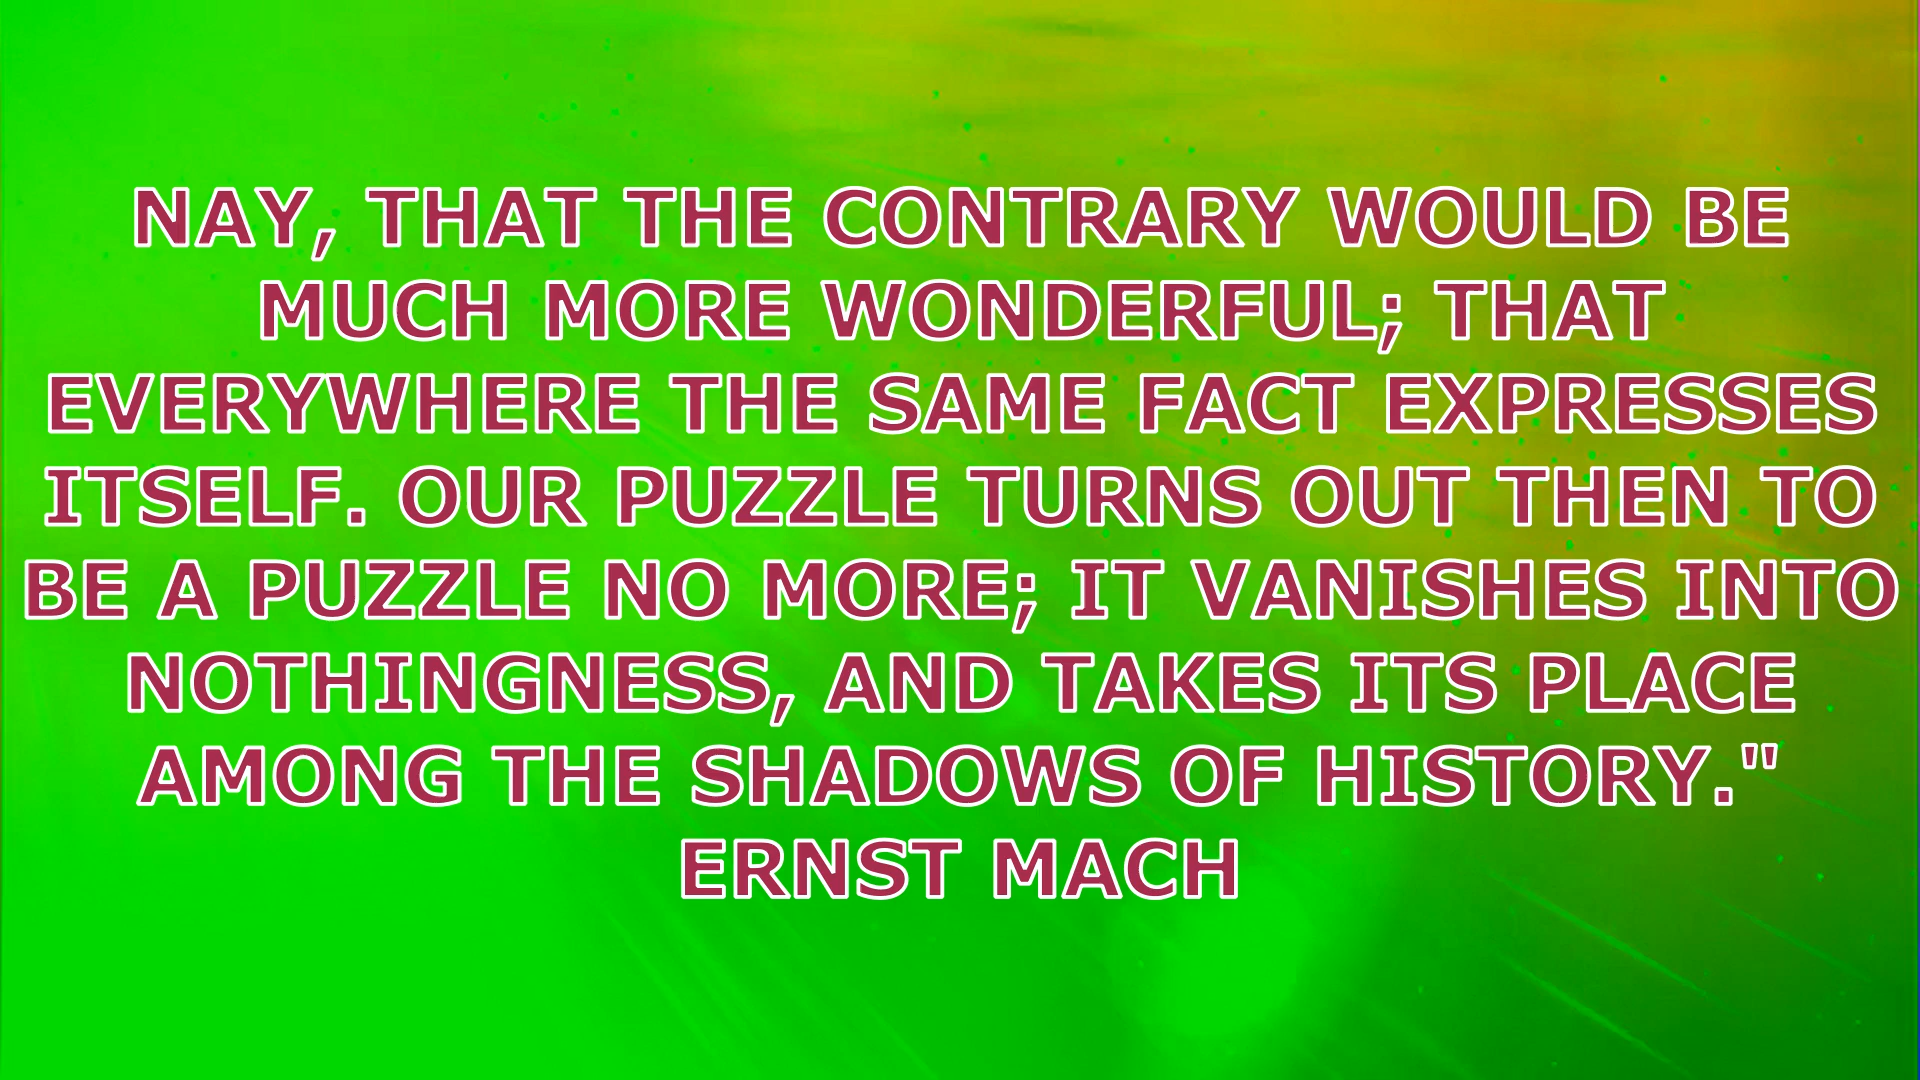 NAY, THAT THE CONTRARY WOULD BE
MUCH MORE WONDERFUL; THAT
EVERYWHERE THE SAME FACT EXPRESSES
ITSELF. OUR PUZZLE TURNS OUT THEN TO
BE A PUZZLE NO MORE; IT VANISHES INTO
NOTHINGNESS, AND TAKES ITS PLACE
AMONG THE SHADOWS OF HISTORY."
ERNST MACH